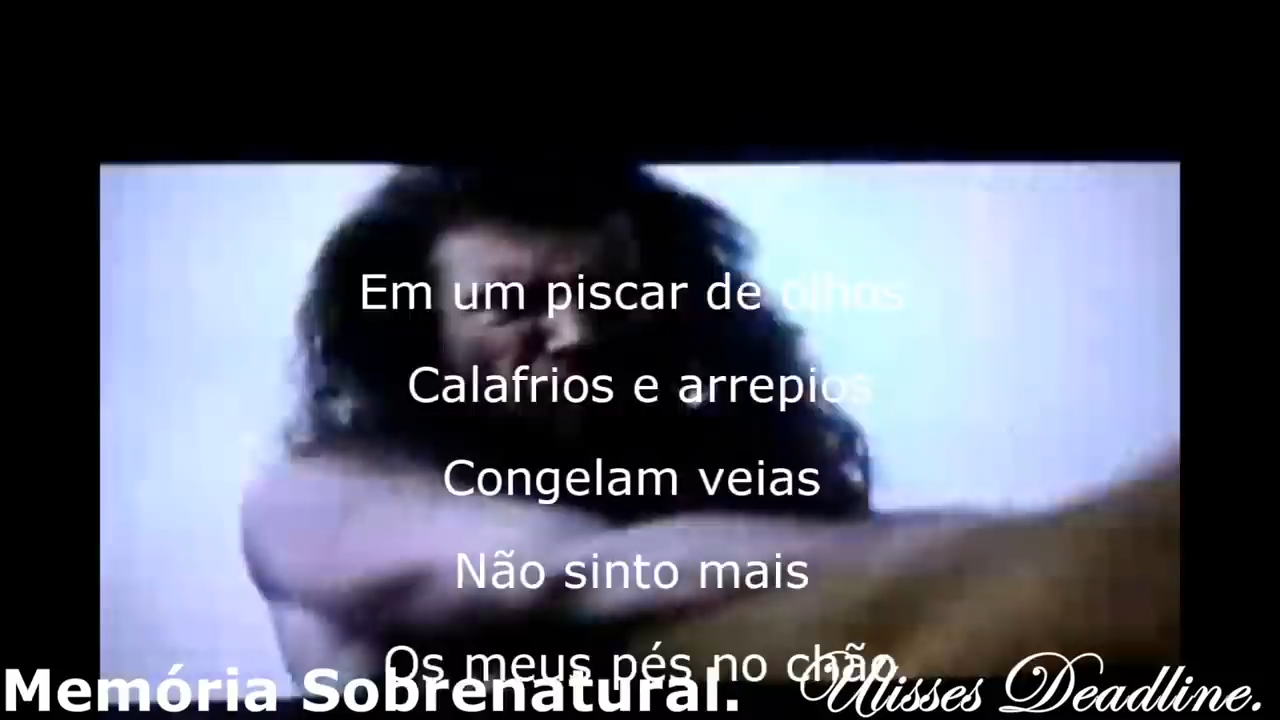 Em um piscar de olhos
Calafrios e arrepios
Congelam veias
Não sinto mais
Os meus pés no chão
Memória Sobrenatural.
Ulisses Deadline.